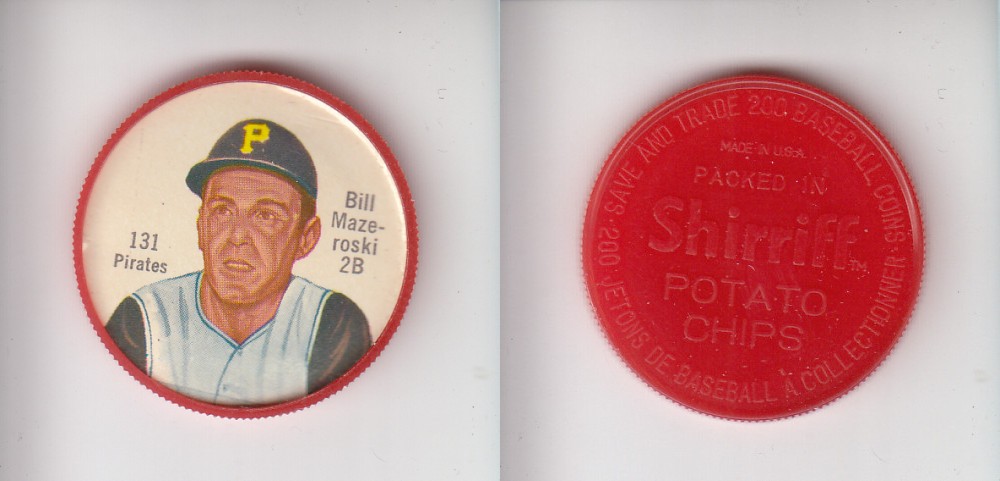 P
Bill
Maze-
roski
2B
131
Pirates
SAVE AND TRADE 200 BASEBALL COINS
MADE IN U.S.A.
PACKED IN
Shirriff TM
POTATO
CHIPS
200 JETONS DE BASEBALL À COLLECTIONNER